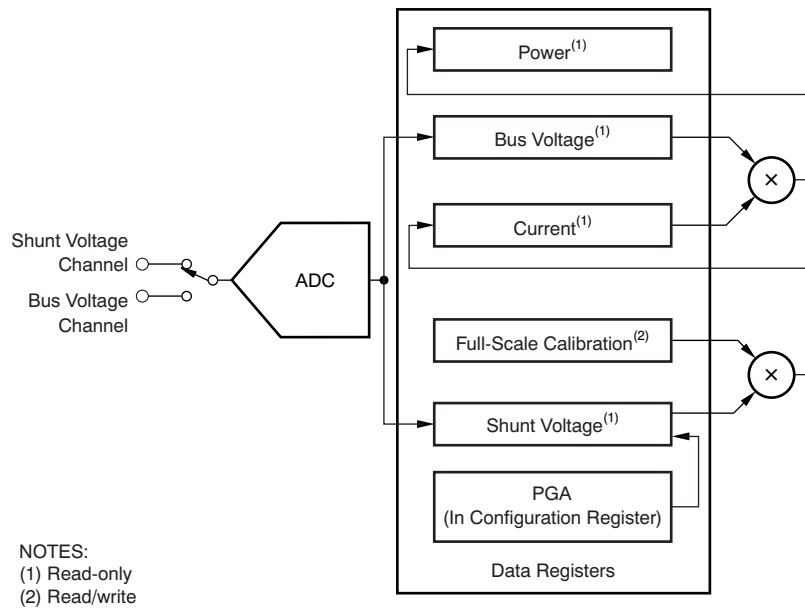 Power(1)
Bus Voltage(1)
×
Current(1)
Shunt Voltage
Channel
ADC
Bus Voltage
Channel
Full-Scale Calibration(2)
×
Shunt Voltage(1)
PGA
(In Configuration Register)
Data Registers
NOTES:
(1) Read-only
(2) Read/write